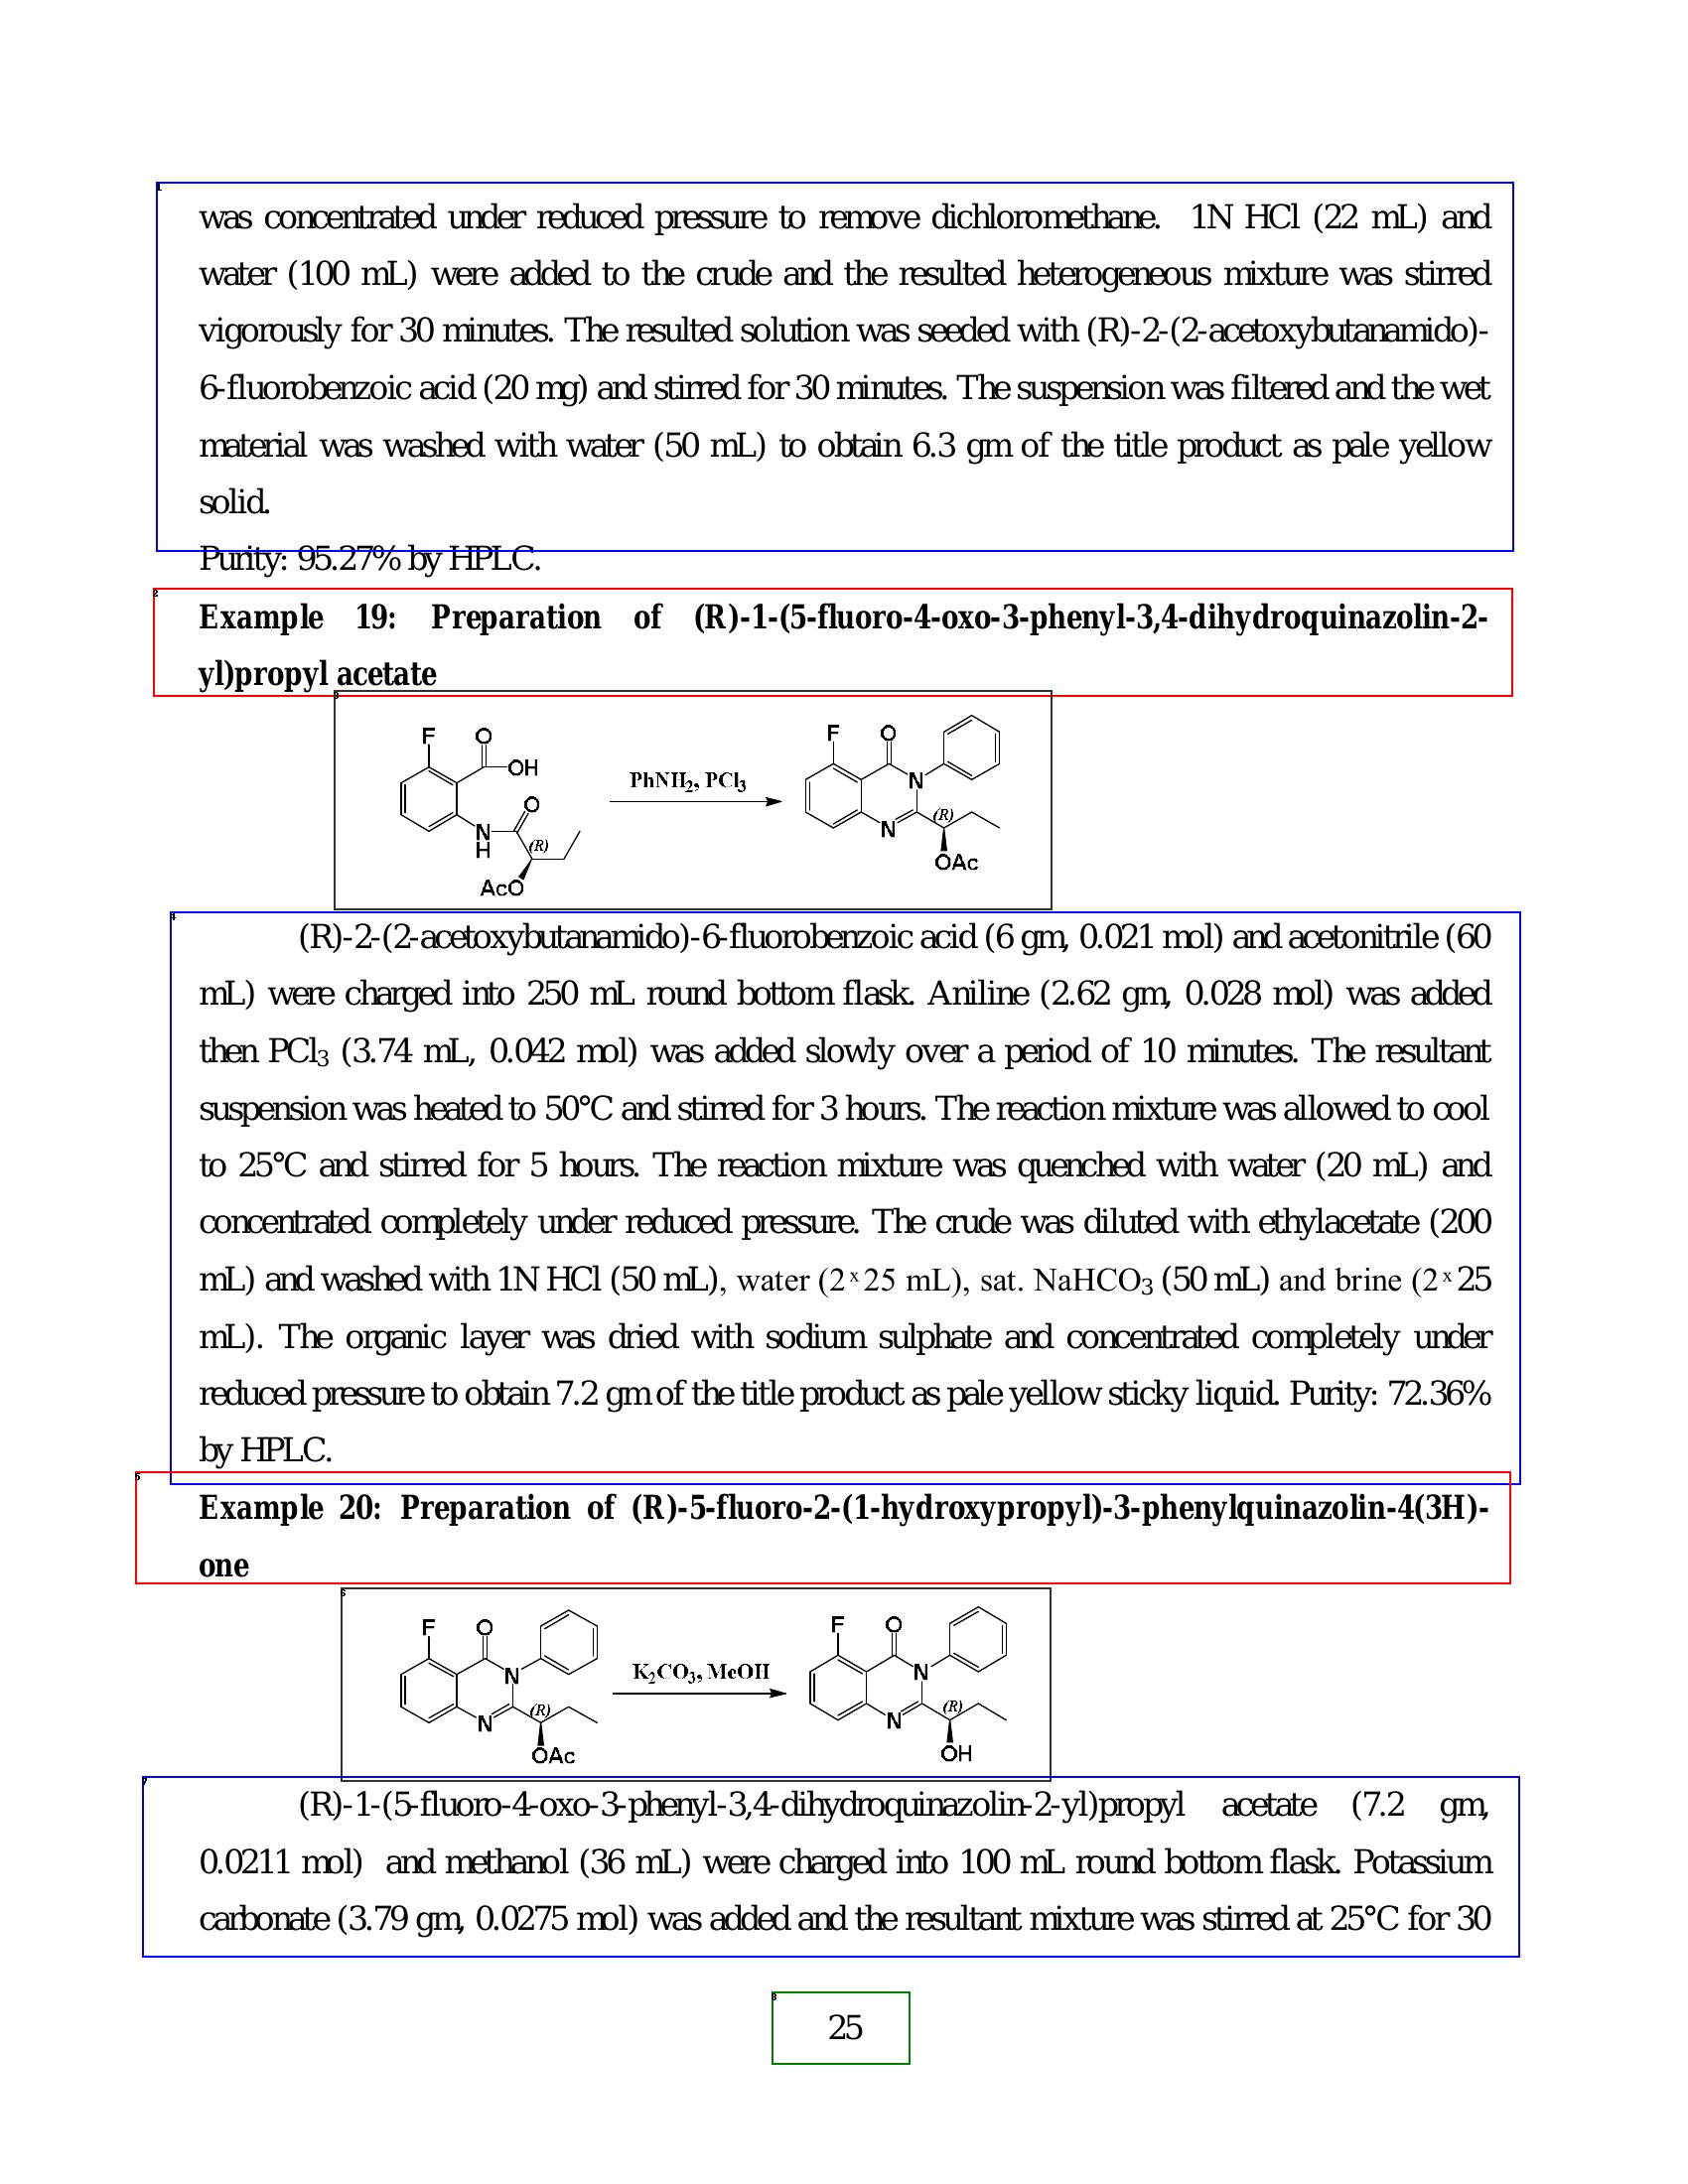 was concentrated under reduced pressure to remove dichloromethane.  1N HCl (22 mL) and
water (100 mL) were added to the crude and the resulted heterogeneous mixture was stirred
vigorously for 30 minutes. The resulted solution was seeded with (R)-2-(2-acetoxybutanamido)-
6-fluorobenzoic acid (20 mg) and stirred for 30 minutes. The suspension was filtered and the wet
material was washed with water (50 mL) to obtain 6.3 gm of the title product as pale yellow
solid.
Purity: 95.27% by HPLC.
Example 19: Preparation of (R)-1-(5-fluoro-4-oxo-3-phenyl-3,4-dihydroquinazolin-2-
yl)propyl acetate
F O OH O N H (R) AcO
PhNH2, PCl3
F O N N (R) OAc
(R)-2-(2-acetoxybutanamido)-6-fluorobenzoic acid (6 gm, 0.021 mol) and acetonitrile (60
mL) were charged into 250 mL round bottom flask. Aniline (2.62 gm, 0.028 mol) was added
then PCl3 (3.74 mL, 0.042 mol) was added slowly over a period of 10 minutes. The resultant
suspension was heated to 50°C and stirred for 3 hours. The reaction mixture was allowed to cool
to 25°C and stirred for 5 hours. The reaction mixture was quenched with water (20 mL) and
concentrated completely under reduced pressure. The crude was diluted with ethylacetate (200
mL) and washed with 1N HCl (50 mL), water (2 x 25 mL), sat. NaHCO3 (50 mL) and brine (2 x 25
mL). The organic layer was dried with sodium sulphate and concentrated completely under
reduced pressure to obtain 7.2 gm of the title product as pale yellow sticky liquid. Purity: 72.36%
by HPLC.
Example 20: Preparation of (R)-5-fluoro-2-(1-hydroxypropyl)-3-phenylquinazolin-4(3H)-
one
F O N N (R) OAc
K2CO3, MeOH
F O N N (R) OH
(R)-1-(5-fluoro-4-oxo-3-phenyl-3,4-dihydroquinazolin-2-yl)propyl acetate (7.2 gm,
0.0211 mol)  and methanol (36 mL) were charged into 100 mL round bottom flask. Potassium
carbonate (3.79 gm, 0.0275 mol) was added and the resultant mixture was stirred at 25°C for 30
25